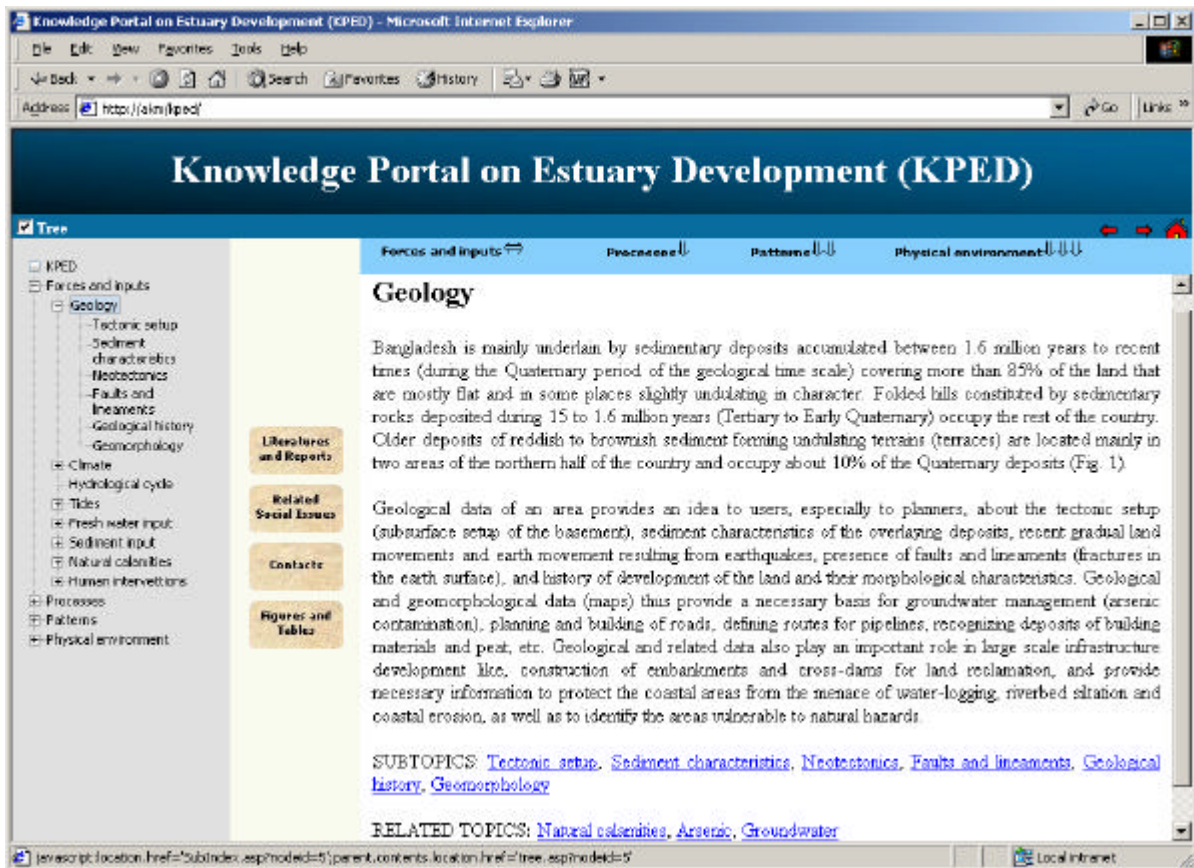 Knowledge Portal on Estuary Development (KPED) - Microsoft Internet Explorer
File Edit View Favorites Tools Help
Back Search Favorites History
Address http://akm/kped/ Go Links »
Knowledge Portal on Estuary Development (KPED)
Tree
Forces and inputs Processes Patterns Physical environment
KPED
Forces and inputs
Geology
Tectonic setup
Sediment
characteristics
Neotectonics
Faults and
lineaments
Geological history
Geomorphology
Climate
Hydrological cycle
Tides
Fresh water input
Sediment input
Natural calamities
Human intervettions
Processes
Patterns
Physical environment
Literatures
and Reports
Related
Social Issues
Contacts
Figures and
Tables
Geology
Bangladesh is mainly underlain by sedimentary deposits accumulated between 1.6 million years to recent
times (during the Quaternary period of the geological time scale) covering more than 85% of the land that
are mostly flat and in some places slightly undulating in character. Folded hills constituted by sedimentary
rocks deposited during 15 to 1.6 million years (Tertiary to Early Quaternary) occupy the rest of the country.
Older deposits of reddish to brownish sediment forming undulating terrains (terraces) are located mainly in
two areas of the northern half of the country and occupy about 10% of the Quaternary deposits (Fig. 1).
Geological data of an area provides an idea to users, especially to planners, about the tectonic setup
(subsurface setup of the basement), sediment characteristics of the overlaying deposits, recent gradual land
movements and earth movement resulting from earthquakes, presence of faults and lineaments (fractures in
the earth surface), and history of development of the land and their morphological characteristics. Geological
and geomorphological data (maps) thus provide a necessary basis for groundwater management (arsenic
contamination), planning and building of roads, defining routes for pipelines, recognizing deposits of building
materials and peat, etc. Geological and related data also play an important role in large scale infrastructure
development like, construction of embankments and cross-dams for land reclamation, and provide
necessary information to protect the coastal areas from the menace of water-logging, riverbed siltation and
coastal erosion, as well as to identify the areas vulnerable to natural hazards.
SUBTOPICS: Tectonic setup, Sediment characteristics, Neotectonics, Faults and lineaments, Geological
history, Geomorphology
RELATED TOPICS: Natural calamities, Arsenic, Groundwater
javascript:location.href='SubIndex.asp?nodeid=5';parent.contents.location.href='tree.asp?nodeid=5' Local intranet